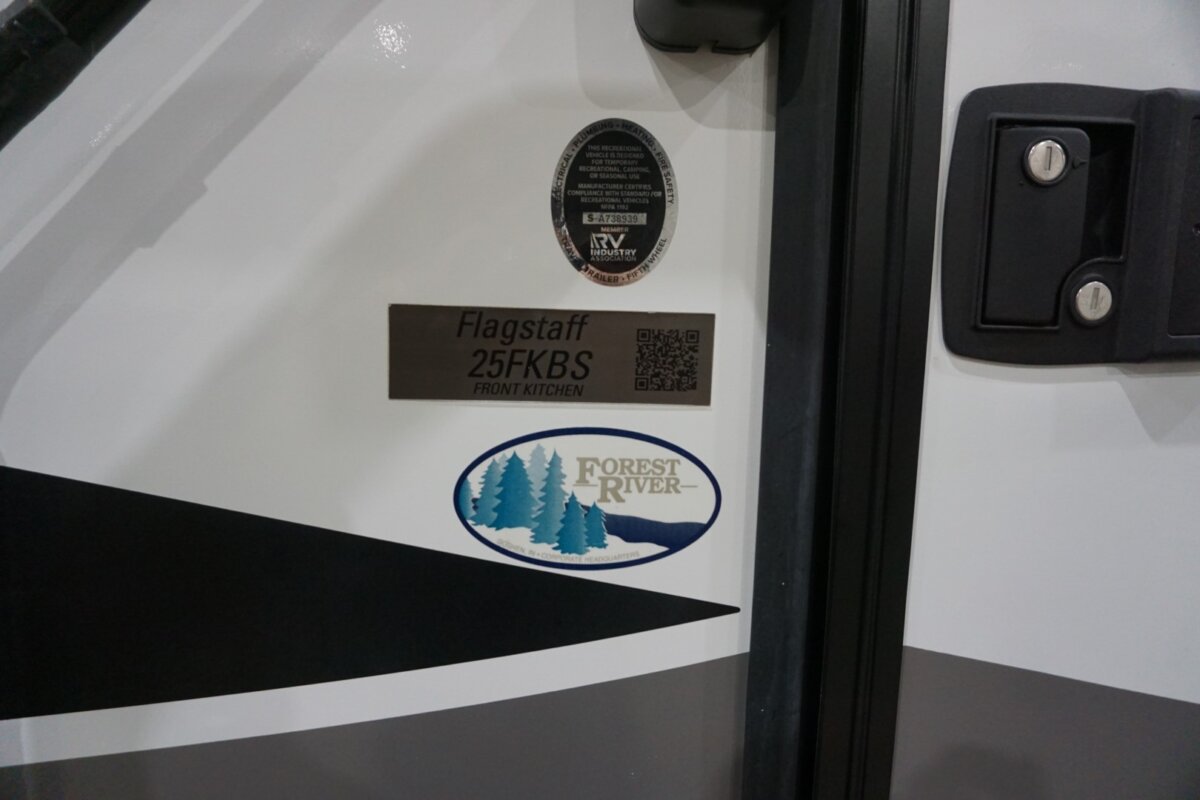 ELECTRICAL • PLUMBING • HEATING • FIRE SAFETY
THIS RECREATIONAL
VEHICLE IS DESIGNED
FOR TEMPORARY
RECREATIONAL, CAMPING,
OR SEASONAL USE
MANUFACTURER CERTIFIES
COMPLIANCE WITH STANDARD FOR
RECREATIONAL VEHICLES
NFPA 1192
S-A738939
MEMBER
RV
INDUSTRY
ASSOCIATION
TRAILER • FIFTH WHEEL
Flagstaff
25FKBS
FRONT KITCHEN
FOREST
RIVER
GOSHEN, IN • CORPORATE HEADQUARTERS